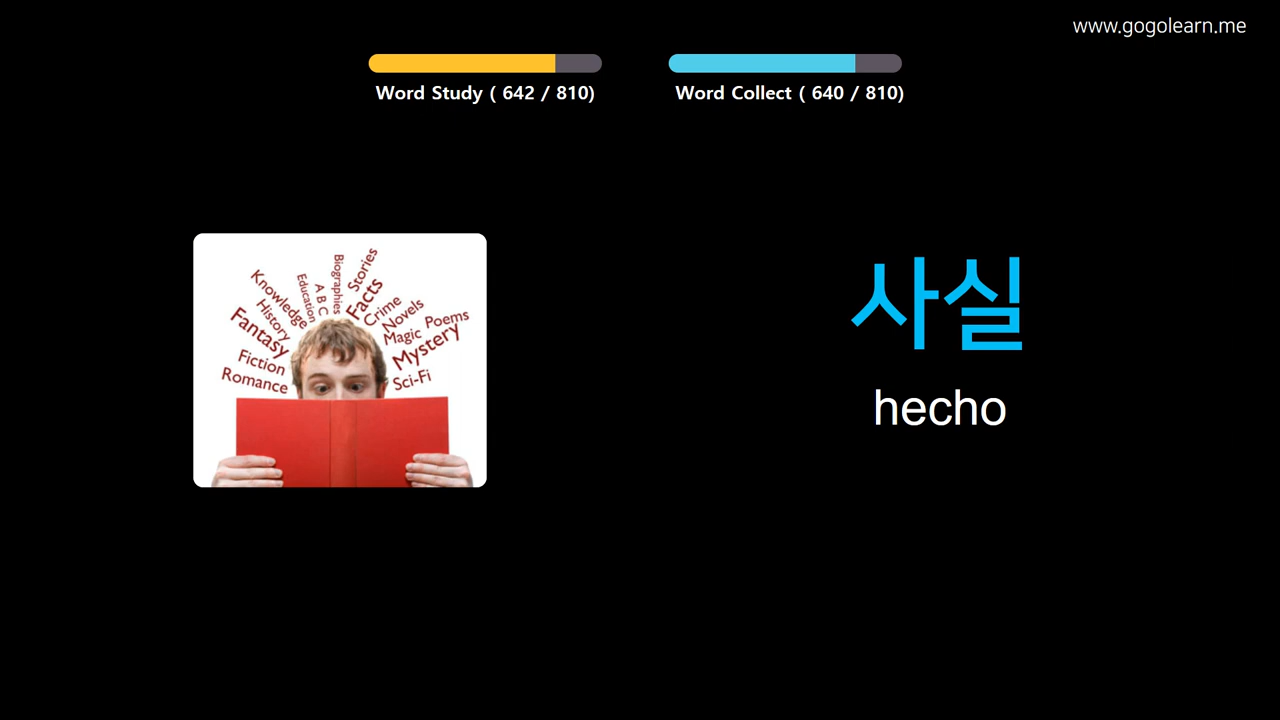 www.gogolearn.me
Word Study ( 642 / 810)
Word Collect ( 640 / 810)
Knowledge
History
Fantasy
Fiction
Romance
Education
A B C
Biographies
Stories
Facts
Crime
Novels
Magic
Poems
Mystery
Sci-Fi
사실
hecho